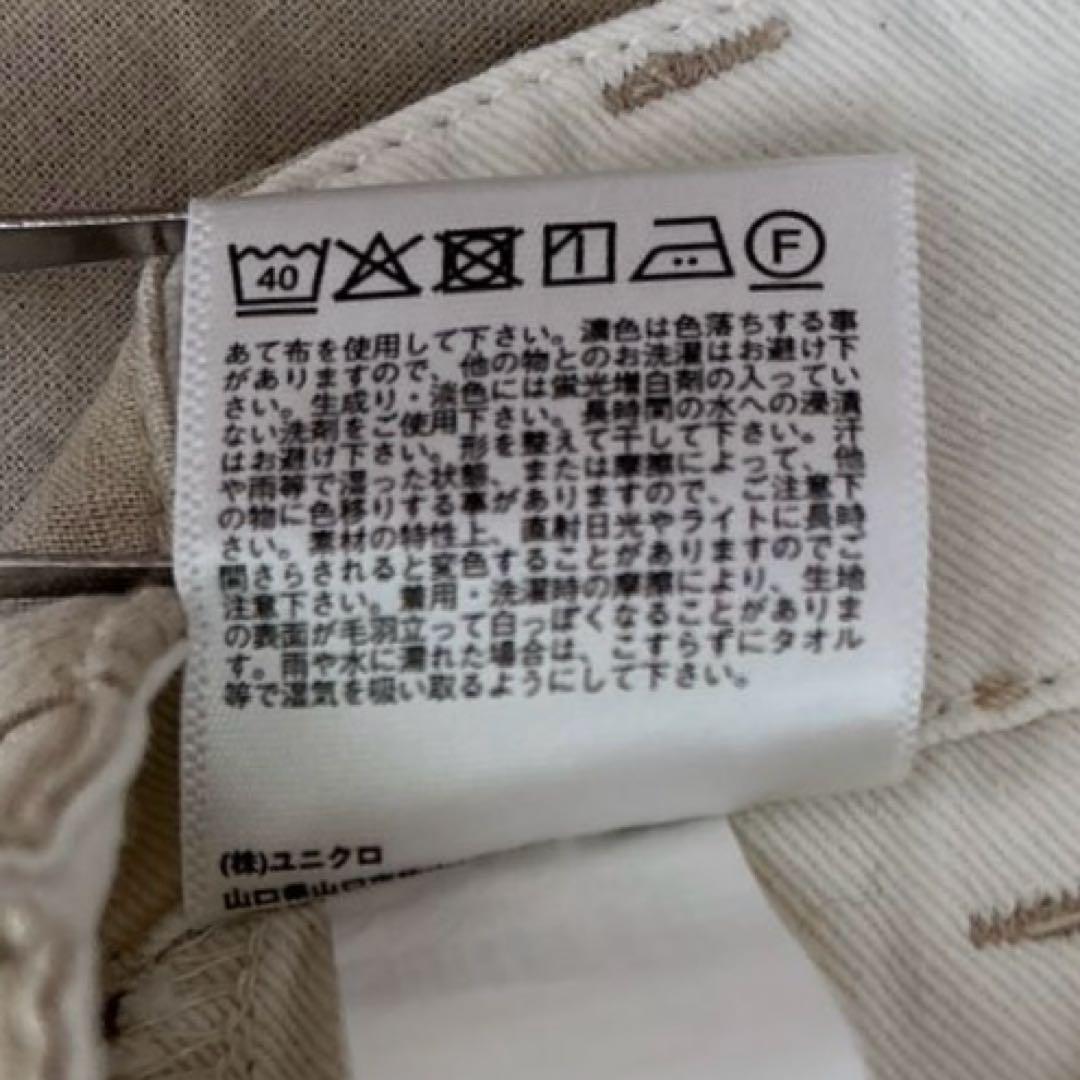 40
F
あて布を使用して下さい。濃色は色落ちする事
がありますので、他の物とのお洗濯はお避け下
さい。生成り・淡色には蛍光増白剤の入ってい
ない洗剤をご使用下さい。長時間の水への浸漬
はお避け下さい。形を整えて干して下さい。汗
や雨等で湿った状態、または摩擦によって、他
の物に色移りする事がありますので、ご注意下
さい。素材の特性上、直射日光やライトに長時
間さらされると変色することがありますのでご
注意下さい。着用・洗濯時の摩擦により、生地
の表面が毛羽立って白っぽくなることがありま
す。雨や水に濡れた場合は、こすらずにタオル
等で湿気を吸い取るようにして下さい。
(株)ユニクロ
山口県山口市